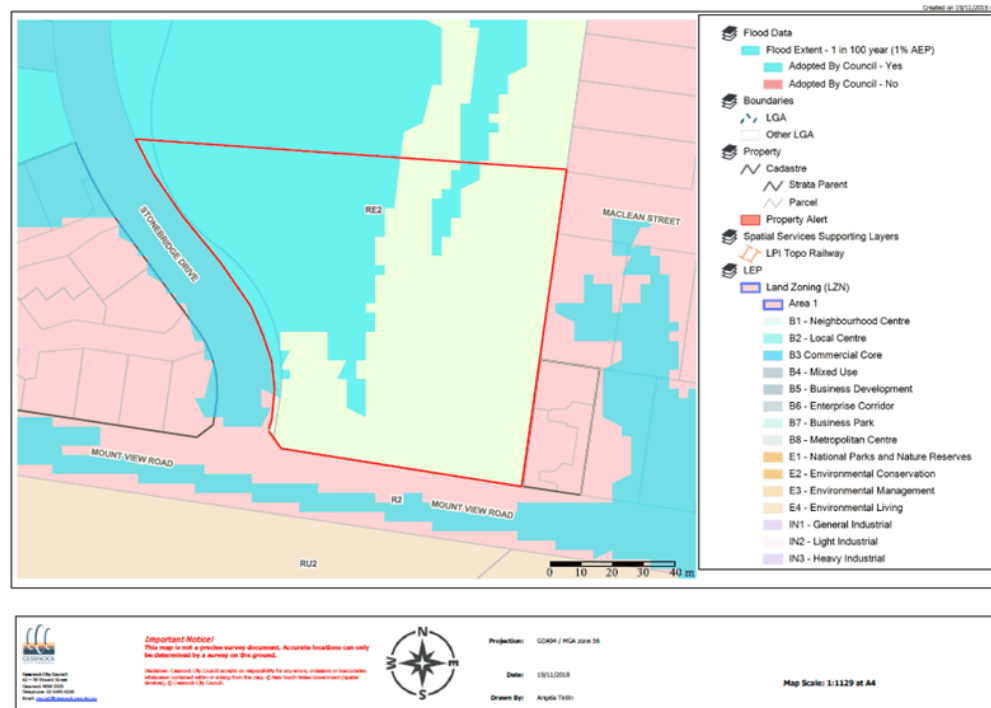 Created on 19/11/2018
Flood Data
Flood Extent - 1 in 100 year (1% AEP)
Adopted By Council - Yes
Adopted By Council - No
Boundaries
LGA
Other LGA
Property
Cadastre
Strata Parent
Parcel
Property Alert
Spatial Services Supporting Layers
LPI Topo Railway
LEP
Land Zoning (LZN)
Area 1
B1 - Neighbourhood Centre
B2 - Local Centre
B3 Commercial Core
B4 - Mixed Use
B5 - Business Development
B6 - Enterprise Corridor
B7 - Business Park
B8 - Metropolitan Centre
E1 - National Parks and Nature Reserves
E2 - Environmental Conservation
E3 - Environmental Management
E4 - Environmental Living
IN1 - General Industrial
IN2 - Light Industrial
IN3 - Heavy Industrial
STONEBRIDGE DRIVE
RE2
MACLEAN STREET
MOUNT VIEW ROAD
R2
MOUNT VIEW ROAD
RU2
0 10 20 30 40 m
CESSNOCK
Cessnock City Council
Important Notice!
This map is not a precise survey document. Accurate locations can only
be determined by a survey on the ground.
N
W
E
S
Projection: GDA94 / MGA zone 56
Date: 19/11/2018
Drawn By: Angela Tinlin
Map Scale: 1:1129 at A4